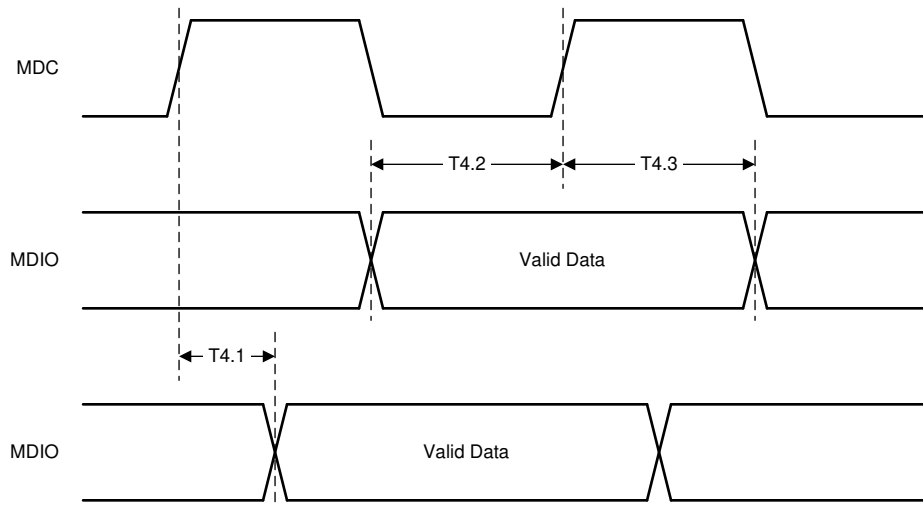 MDC
T4.2
T4.3
MDIO
Valid Data
T4.1
MDIO
Valid Data